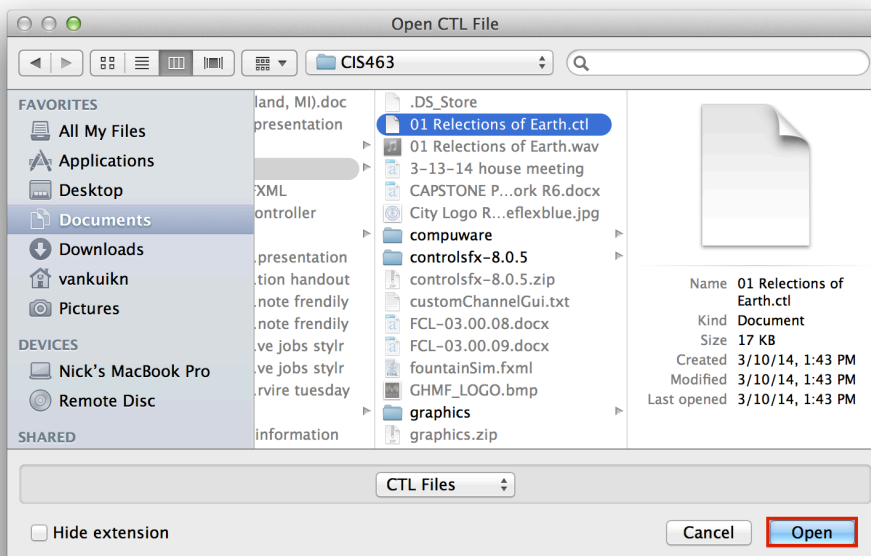 Open CTL File
CIS463
FAVORITES
All My Files
Applications
Desktop
Documents
Downloads
vankuikn
Pictures
DEVICES
Nick's MacBook Pro
Remote Disc
SHARED
land, MI).doc
presentation
FXML
ontroller
.presentation
.tion handout
.note frendily
.note frendily
.ve jobs stylr
.ve jobs stylr
.rvire tuesday
information
.DS_Store
01 Relections of Earth.ctl
01 Relections of Earth.wav
3-13-14 house meeting
CAPSTONE P...ork R6.docx
City Logo R...eflexblue.jpg
compuware
controlsfx-8.0.5
controlsfx-8.0.5.zip
customChannelGui.txt
FCL-03.00.08.docx
FCL-03.00.09.docx
fountainSim.fxml
GHMF_LOGO.bmp
graphics
graphics.zip
Name 01 Relections of
Earth.ctl
Kind Document
Size 17 KB
Created 3/10/14, 1:43 PM
Modified 3/10/14, 1:43 PM
Last opened 3/10/14, 1:43 PM
CTL Files
Hide extension
Cancel
Open